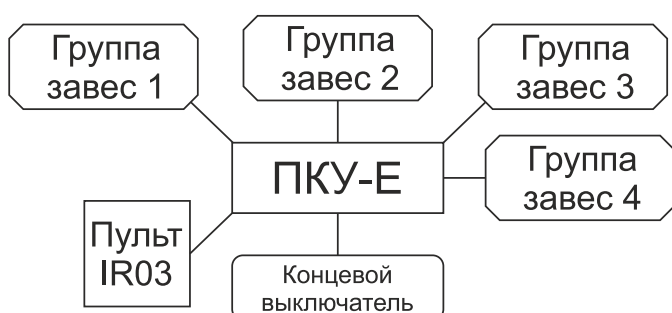 Группа
завес 1
Группа
завес 2
Группа
завес 3
ПКУ-Е
Группа
завес 4
Пульт
IR03
Концевой
выключатель